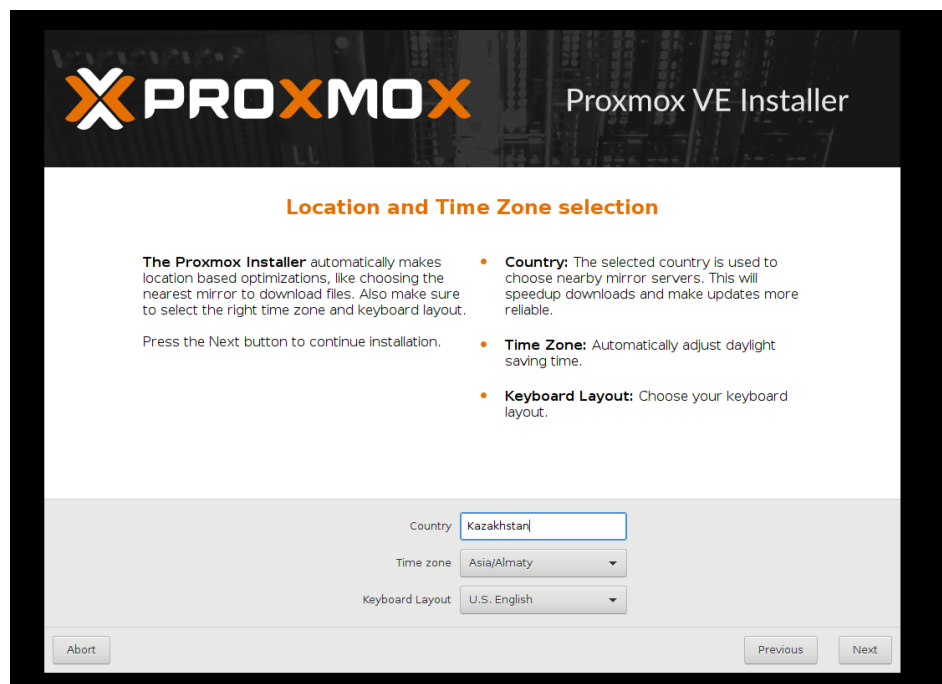 PROXMOX
Proxmox VE Installer
Location and Time Zone selection
The Proxmox Installer automatically makes
location based optimizations, like choosing the
nearest mirror to download files. Also make sure
to select the right time zone and keyboard layout.
Press the Next button to continue installation.
• Country: The selected country is used to
choose nearby mirror servers. This will
speedup downloads and make updates more
reliable.
• Time Zone: Automatically adjust daylight
saving time.
• Keyboard Layout: Choose your keyboard
layout.
Country Kazakhstan
Time zone Asia/Almaty
Keyboard Layout U.S. English
Abort Previous Next